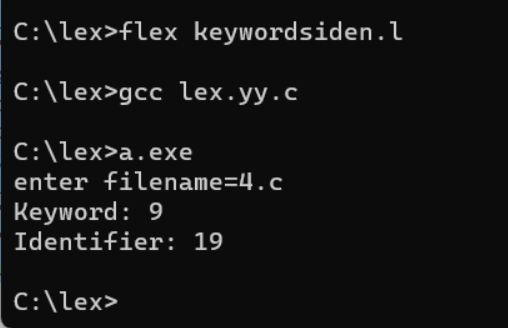 C:\lex>flex keywordsiden.l
C:\lex>gcc lex.yy.c
C:\lex>a.exe
enter filename=4.c
Keyword: 9
Identifier: 19
C:\lex>